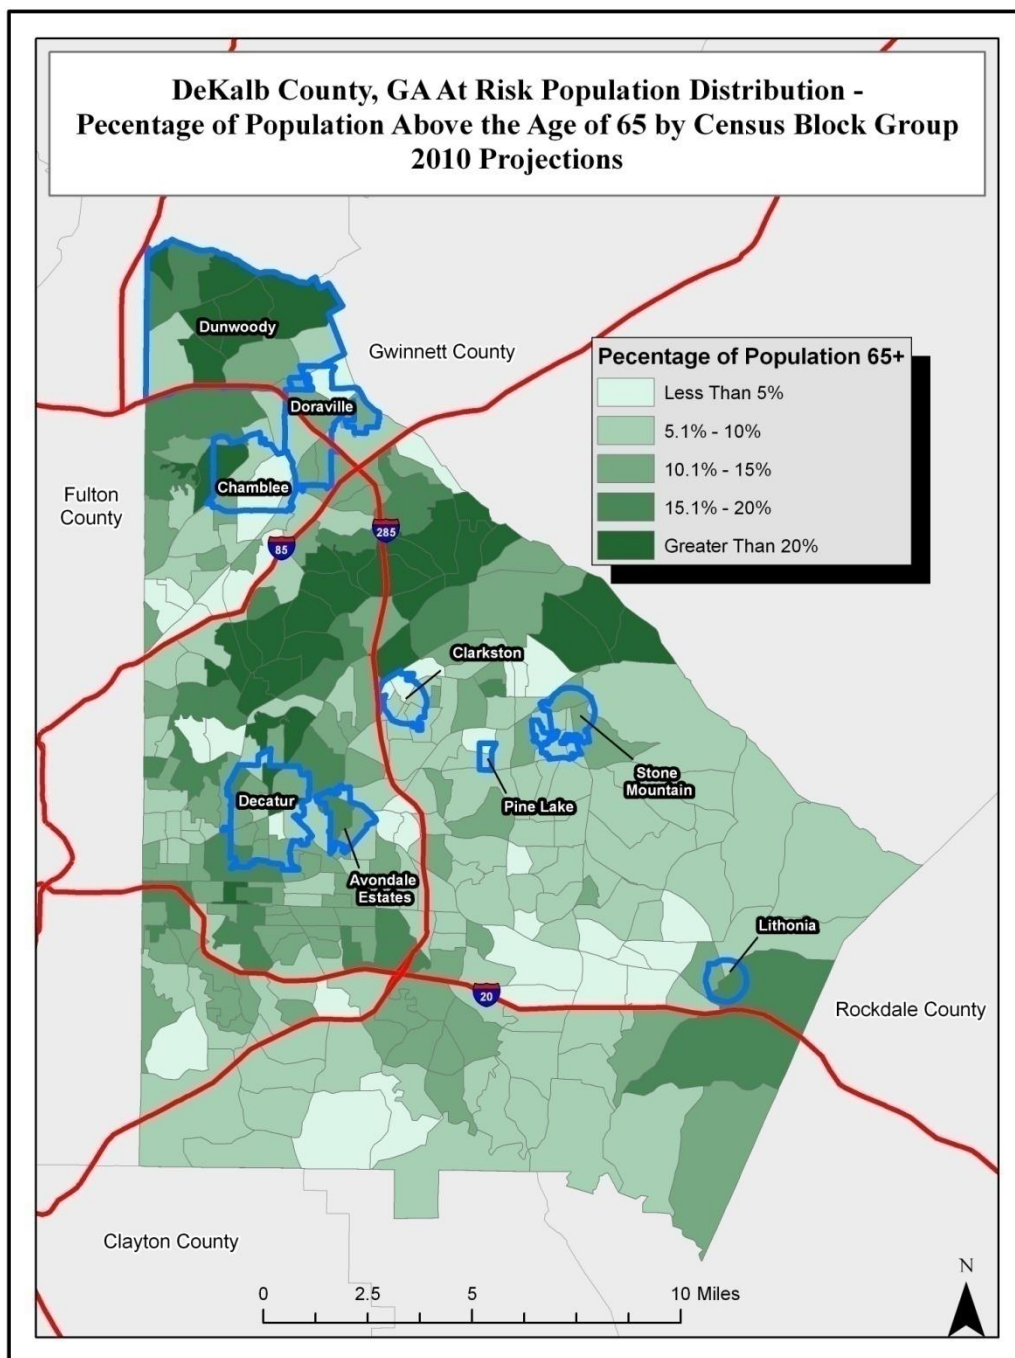 DeKalb County, GA At Risk Population Distribution -
Pecentage of Population Above the Age of 65 by Census Block Group
2010 Projections
Dunwoody
Gwinnett County
Pecentage of Population 65+
Less Than 5%
5.1% - 10%
10.1% - 15%
15.1% - 20%
Greater Than 20%
Doraville
Fulton
County
Chamblee
285
85
Clarkston
Stone
Mountain
Pine Lake
Decatur
Avondale
Estates
Lithonia
20
Rockdale County
Clayton County
N
0 2.5 5 10 Miles